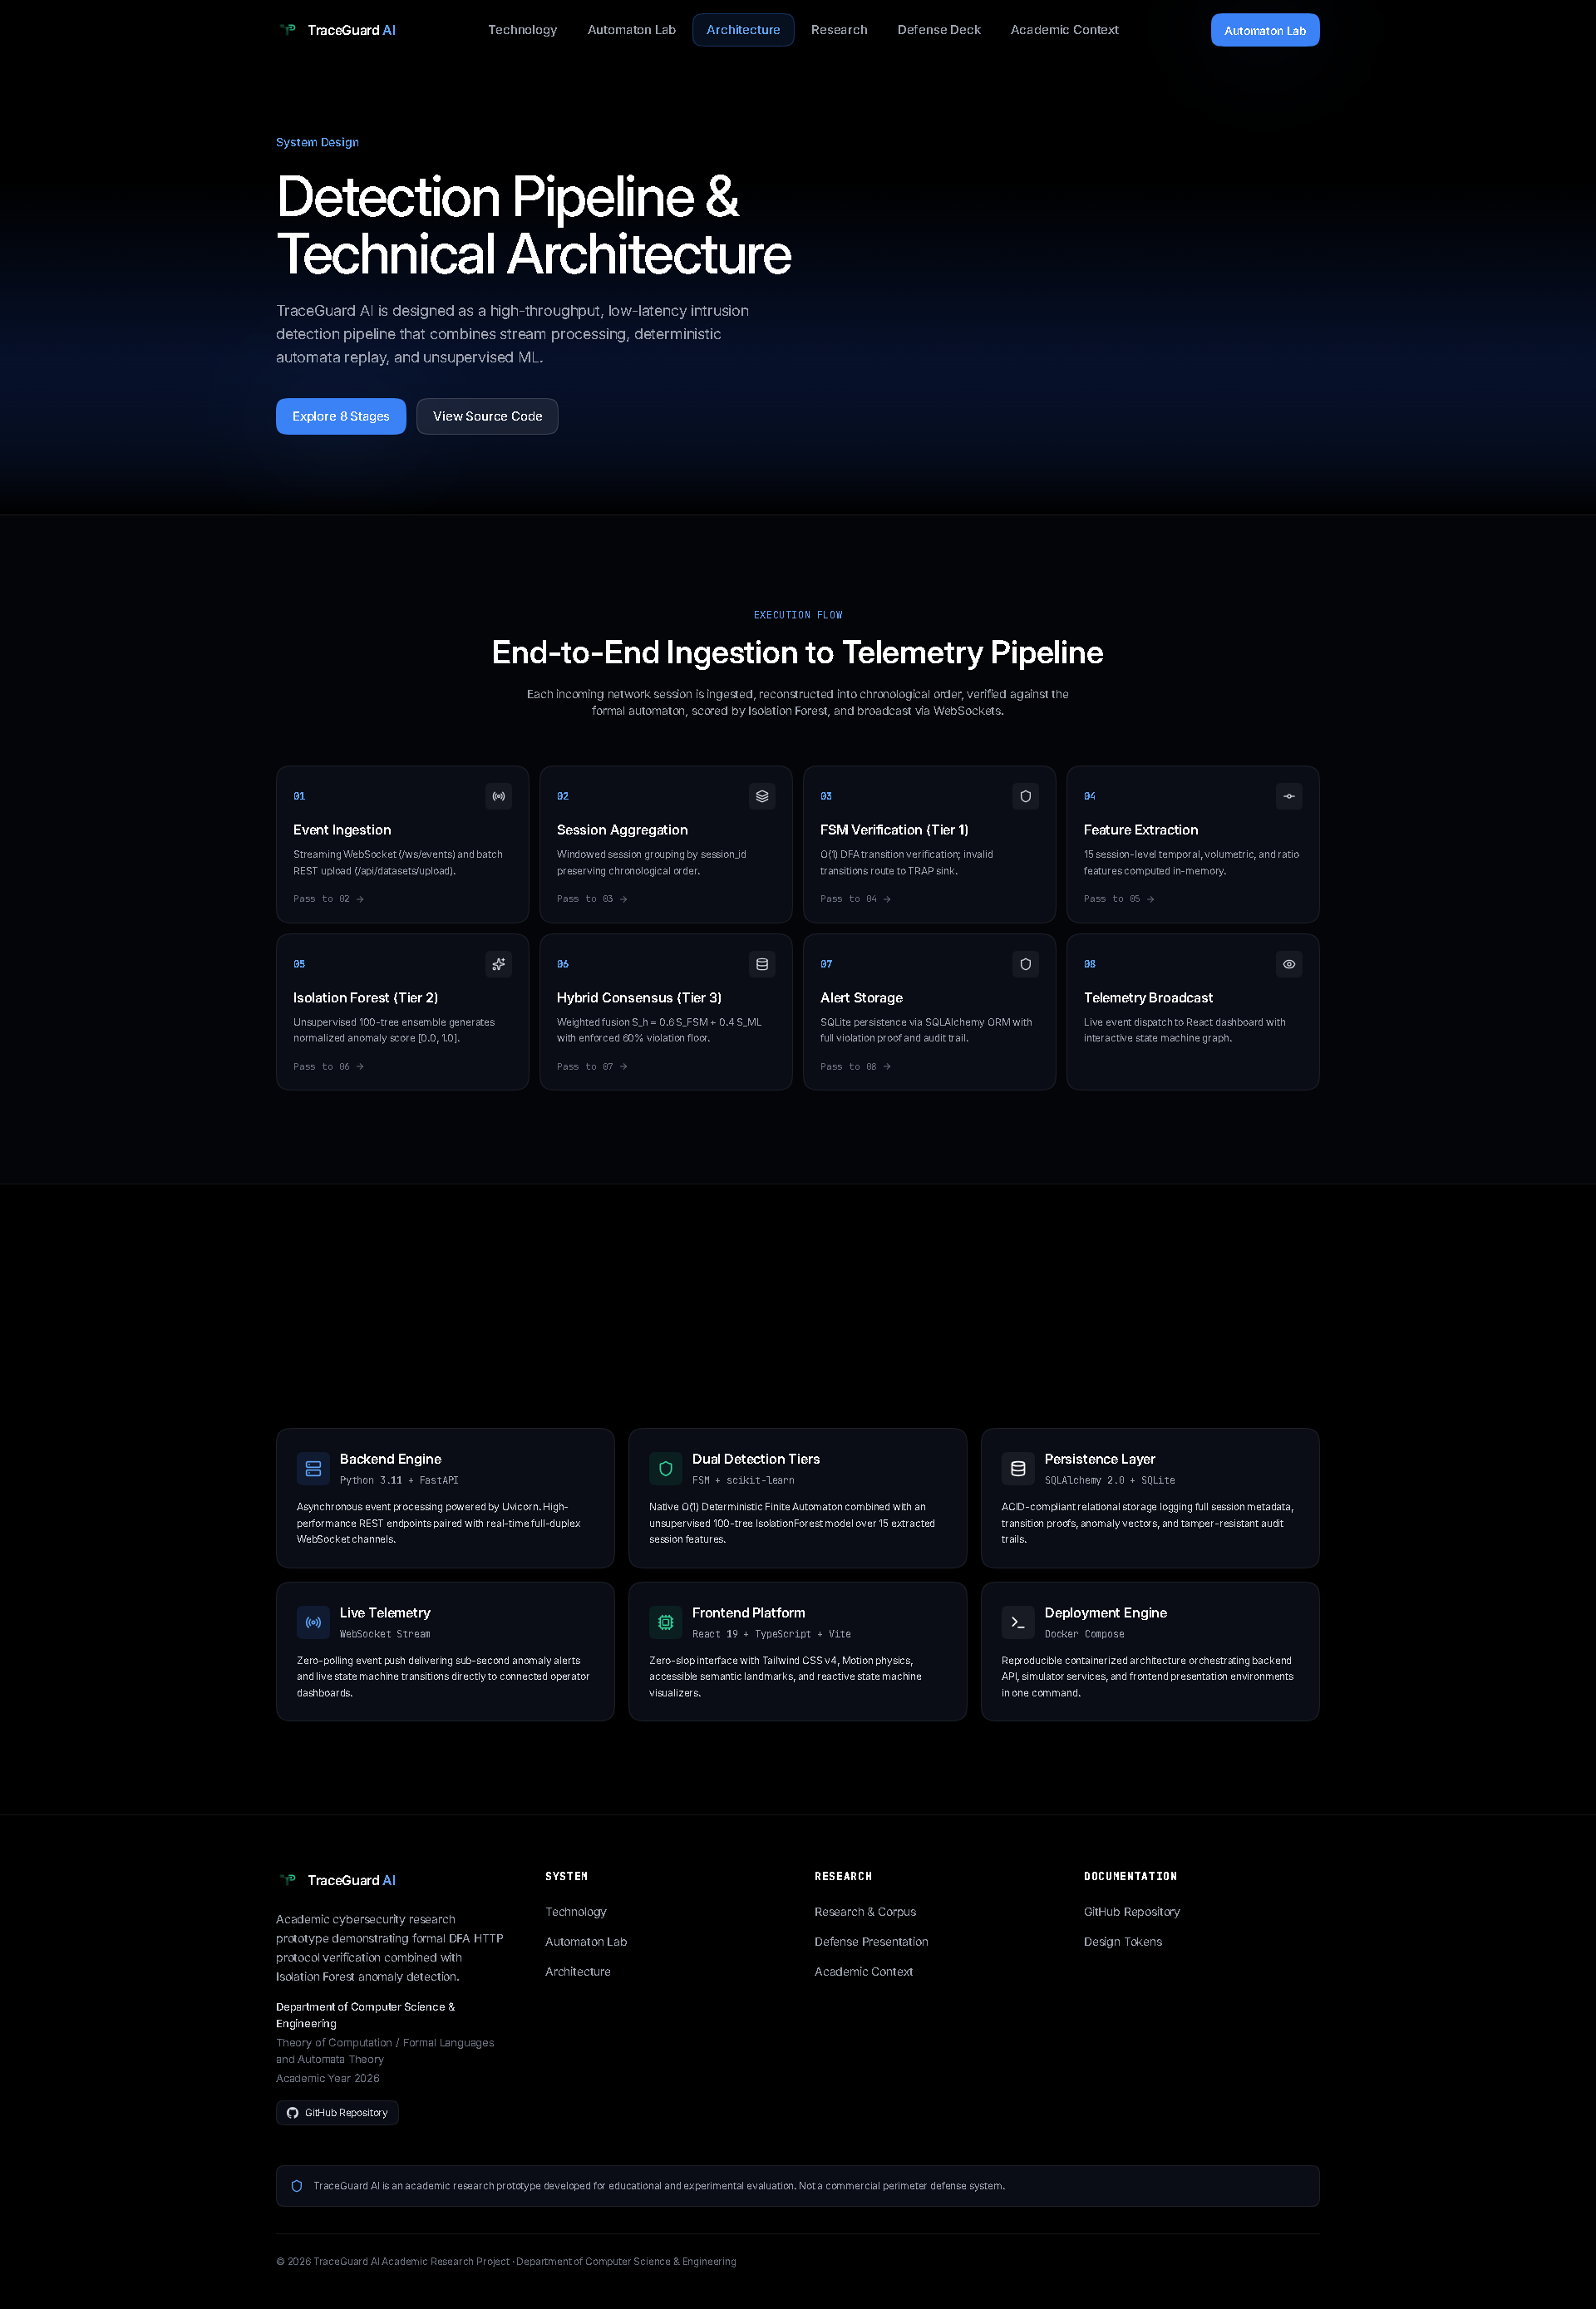 TraceGuard AI
Technology
Automaton Lab
Architecture
Research
Defense Deck
Academic Context
Automaton Lab
System Design
Detection Pipeline &
Technical Architecture
TraceGuard AI is designed as a high-throughput, low-latency intrusion
detection pipeline that combines stream processing, deterministic
automata replay, and unsupervised ML.
Explore 8 Stages
View Source Code
EXECUTION FLOW
End-to-End Ingestion to Telemetry Pipeline
Each incoming network session is ingested, reconstructed into chronological order, verified against the
formal automaton, scored by Isolation Forest, and broadcast via WebSockets.
01
Event Ingestion
Streaming WebSocket (/ws/events) and batch
REST upload (/api/datasets/upload).
Pass to 02 →
02
Session Aggregation
Windowed session grouping by session_id
preserving chronological order.
Pass to 03 →
03
FSM Verification (Tier 1)
O(1) DFA transition verification; invalid
transitions route to TRAP sink.
Pass to 04 →
04
Feature Extraction
15 session-level temporal, volumetric, and ratio
features computed in-memory.
Pass to 05 →
05
Isolation Forest (Tier 2)
Unsupervised 100-tree ensemble generates
normalized anomaly score [0.0, 1.0].
Pass to 06 →
06
Hybrid Consensus (Tier 3)
Weighted fusion S_h = 0.6 S_FSM + 0.4 S_ML
with enforced 60% violation floor.
Pass to 07 →
07
Alert Storage
SQLite persistence via SQLAlchemy ORM with
full violation proof and audit trail.
Pass to 08 →
08
Telemetry Broadcast
Live event dispatch to React dashboard with
interactive state machine graph.
Backend Engine
Python 3.11 + FastAPI
Asynchronous event processing powered by Uvicorn. High-
performance REST endpoints paired with real-time full-duplex
WebSocket channels.
Dual Detection Tiers
FSM + scikit-learn
Native O(1) Deterministic Finite Automaton combined with an
unsupervised 100-tree IsolationForest model over 15 extracted
session features.
Persistence Layer
SQLAlchemy 2.0 + SQLite
ACID-compliant relational storage logging full session metadata,
transition proofs, anomaly vectors, and tamper-resistant audit
trails.
Live Telemetry
WebSocket Stream
Zero-polling event push delivering sub-second anomaly alerts
and live state machine transitions directly to connected operator
dashboards.
Frontend Platform
React 19 + TypeScript + Vite
Zero-slop interface with Tailwind CSS v4, Motion physics,
accessible semantic landmarks, and reactive state machine
visualizers.
Deployment Engine
Docker Compose
Reproducible containerized architecture orchestrating backend
API, simulator services, and frontend presentation environments
in one command.
TraceGuard AI
Academic cybersecurity research
prototype demonstrating formal DFA HTTP
protocol verification combined with
Isolation Forest anomaly detection.
Department of Computer Science &
Engineering
Theory of Computation / Formal Languages
and Automata Theory
Academic Year 2026
GitHub Repository
SYSTEM
Technology
Automaton Lab
Architecture
RESEARCH
Research & Corpus
Defense Presentation
Academic Context
DOCUMENTATION
GitHub Repository
Design Tokens
TraceGuard AI is an academic research prototype developed for educational and experimental evaluation. Not a commercial perimeter defense system.
© 2026 TraceGuard AI Academic Research Project · Department of Computer Science & Engineering